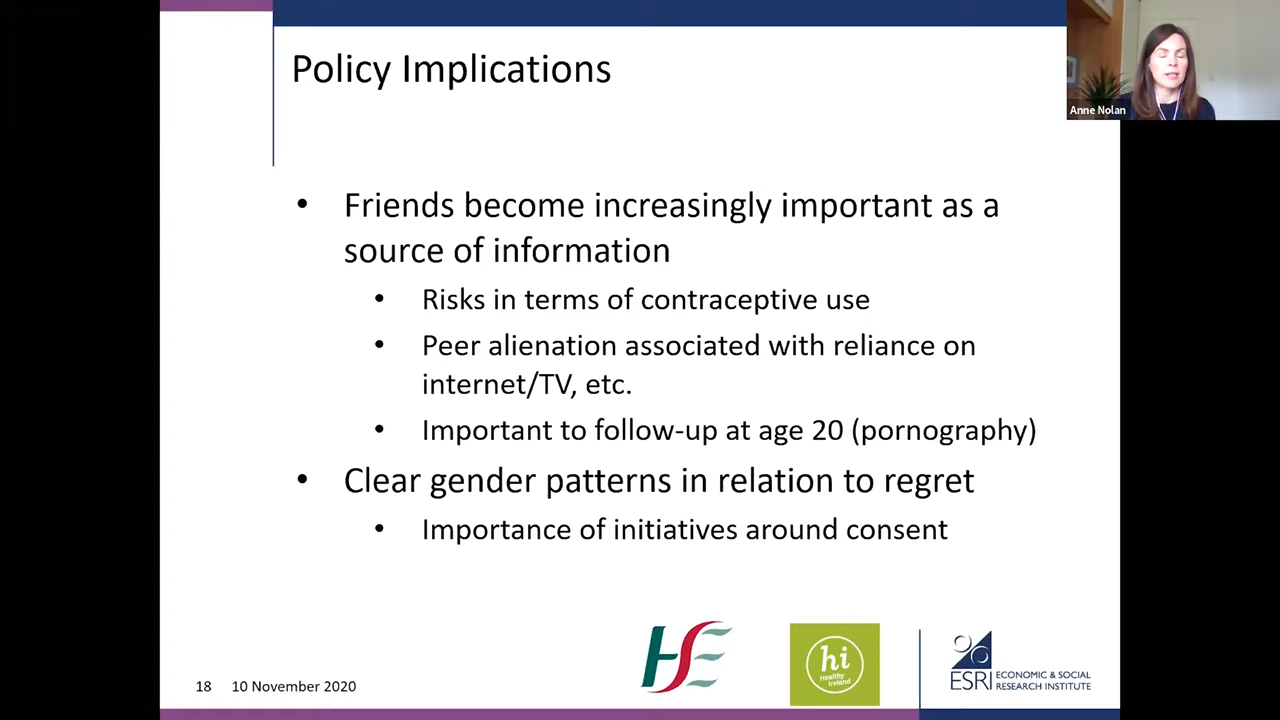 Policy Implications
Anne Nolan
• Friends become increasingly important as a
source of information
• Risks in terms of contraceptive use
• Peer alienation associated with reliance on
internet/TV, etc.
• Important to follow-up at age 20 (pornography)
• Clear gender patterns in relation to regret
• Importance of initiatives around consent
HSE
hi
Healthy
Ireland
ESRI
ECONOMIC & SOCIAL
RESEARCH INSTITUTE
18 10 November 2020